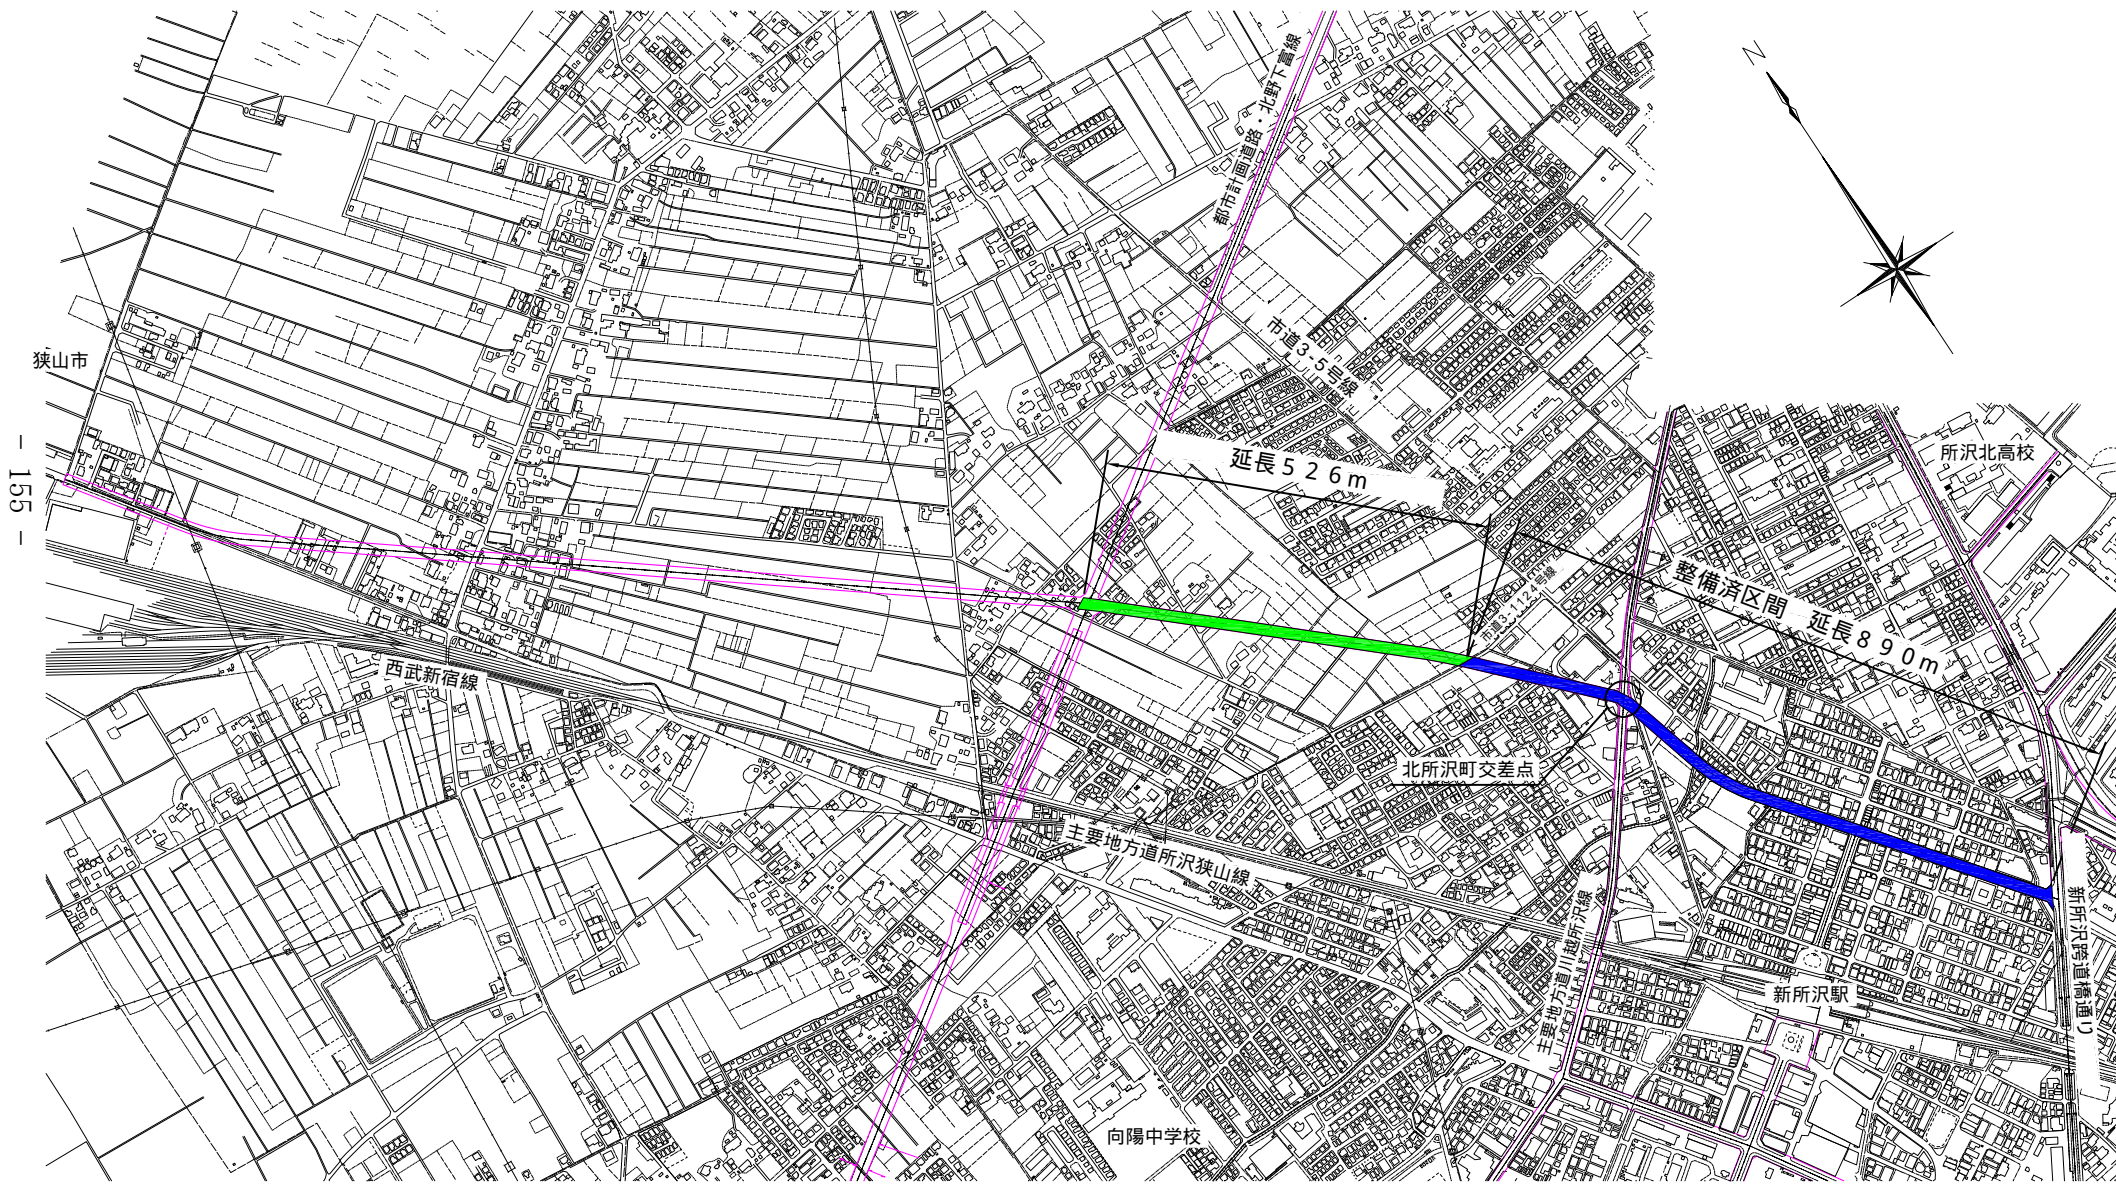 N
都市計画道路・北野下富線
市道3-5号線
狭山市
所沢北高校
延長526m
- 155 -
整備済区間 延長890m
市道3-1124号線
西武新宿線
北所沢町交差点
主要地方道所沢狭山線
主要地方道川越所沢線
新所沢跨道橋通り
新所沢駅
向陽中学校